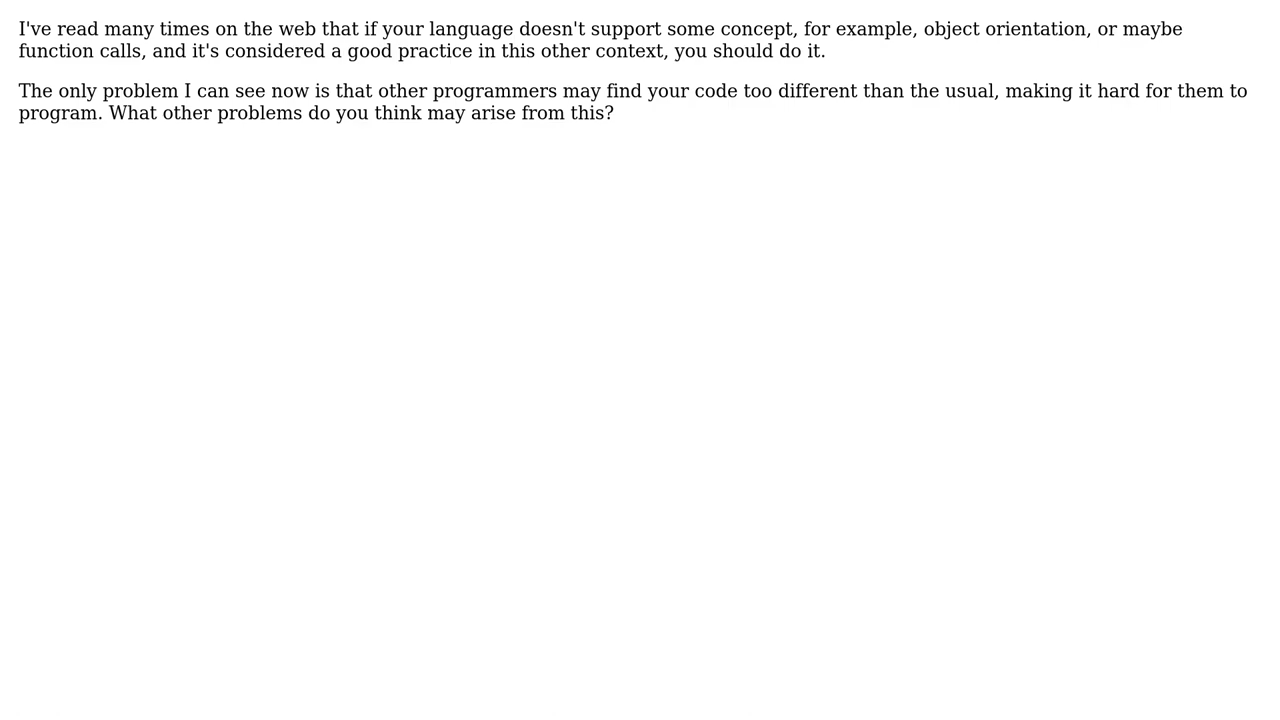 I've read many times on the web that if your language doesn't support some concept, for example, object orientation, or maybe
function calls, and it's considered a good practice in this other context, you should do it.
The only problem I can see now is that other programmers may find your code too different than the usual, making it hard for them to
program. What other problems do you think may arise from this?